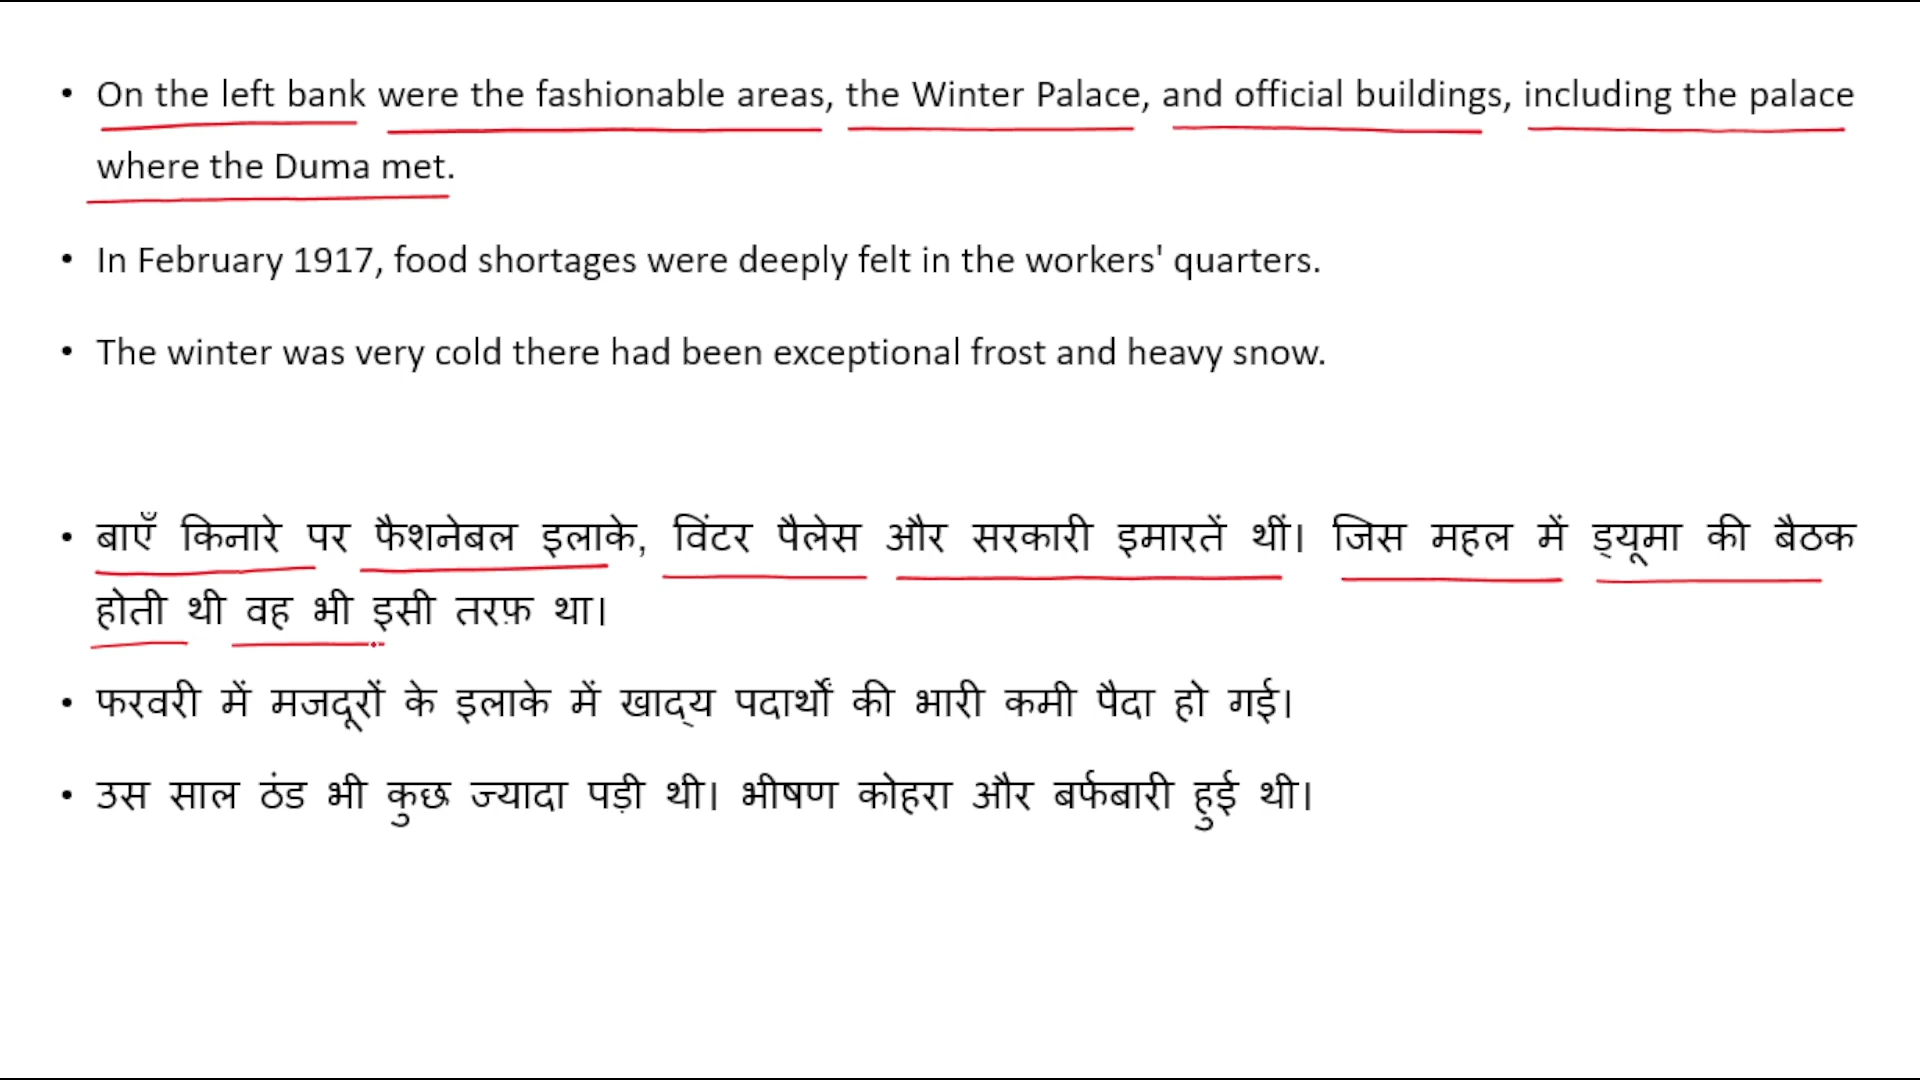 • On the left bank were the fashionable areas, the Winter Palace, and official buildings, including the palace
where the Duma met.
• In February 1917, food shortages were deeply felt in the workers' quarters.
• The winter was very cold there had been exceptional frost and heavy snow.
• बाएँ किनारे पर फैशनेबल इलाके, विंटर पैलेस और सरकारी इमारतें थीं। जिस महल में ड्यूमा की बैठक
होती थी वह भी इसी तरफ़ था।
• फरवरी में मजदूरों के इलाके में खाद्य पदार्थों की भारी कमी पैदा हो गई।
• उस साल ठंड भी कुछ ज्यादा पड़ी थी। भीषण कोहरा और बर्फबारी हुई थी।